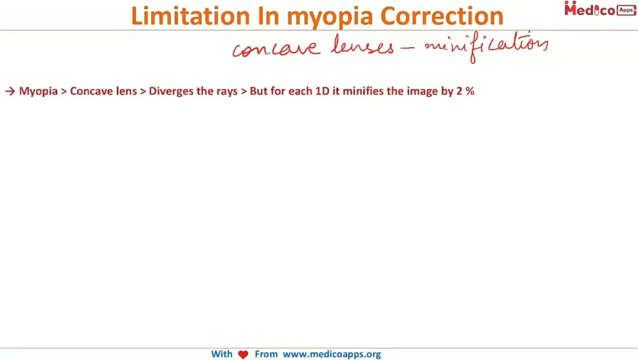 Limitation In myopia Correction
Medico Apps
concave lenses – minification
→ Myopia > Concave lens > Diverges the rays > But for each 1D it minifies the image by 2 %
With ❤ From www.medicoapps.org